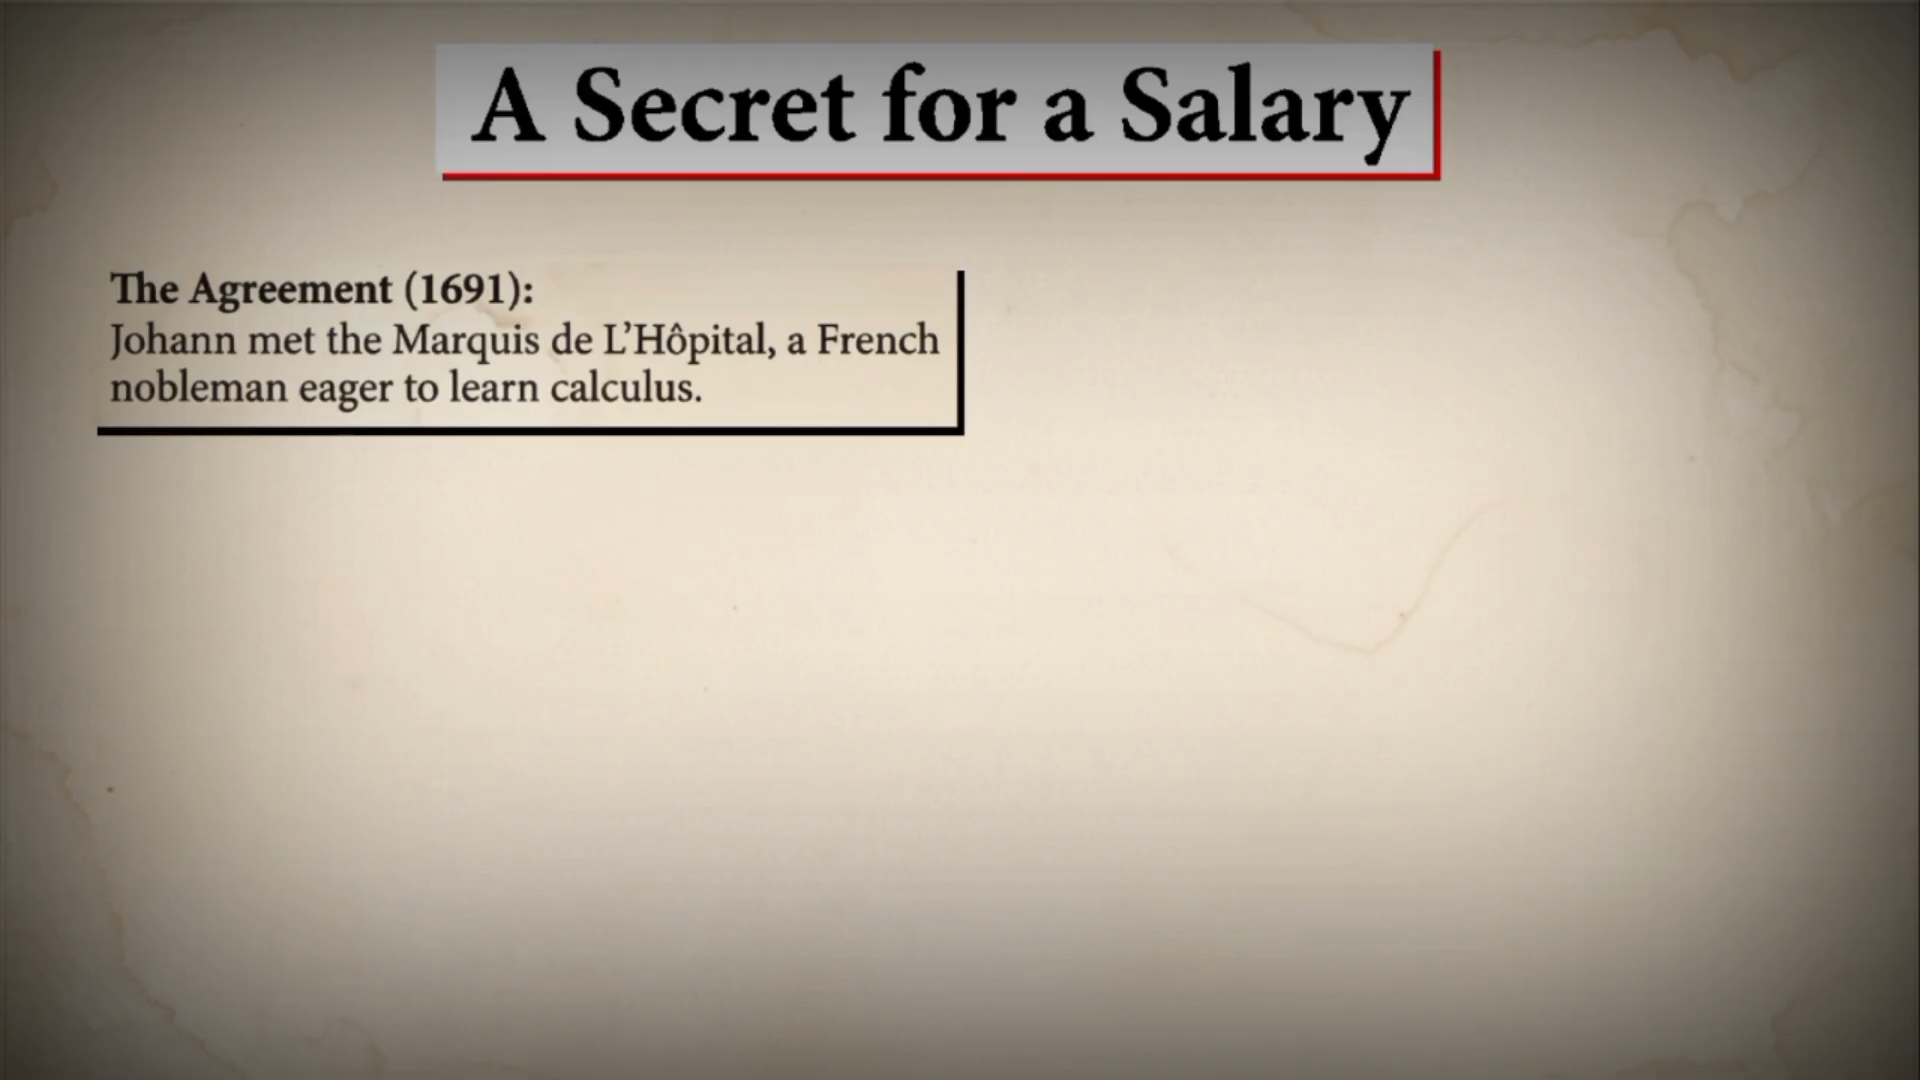 A Secret for a Salary
The Agreement (1691):
Johann met the Marquis de L’Hôpital, a French
nobleman eager to learn calculus.